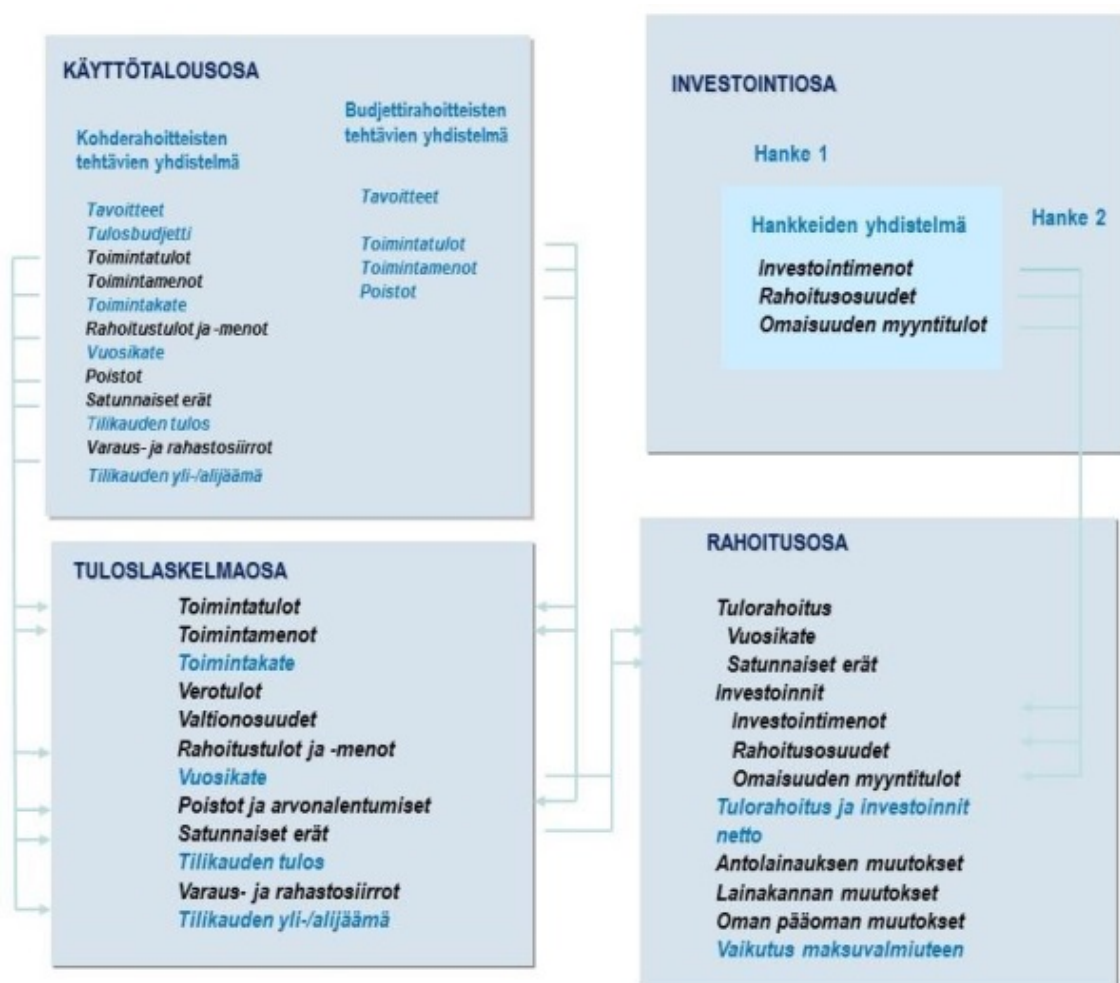 KÄYTTÖTALOUSOSA
Kohderahoitteisten
tehtävien yhdistelmä
Tavoitteet
Tulosbudjetti
Toimintatulot
Toimintamenot
Toimintakate
Rahoitustulot ja -menot
Vuosikate
Poistot
Satunnaiset erät
Tilikauden tulos
Varaus- ja rahastosiirrot
Tilikauden yli-/alijäämä
Budjettirahoitteisten
tehtävien yhdistelmä
Tavoitteet
Toimintatulot
Toimintamenot
Poistot
INVESTOINTIOSA
Hanke 1
Hankkeiden yhdistelmä
Investointimenot
Rahoitusosuudet
Omaisuuden myyntitulot
Hanke 2
TULOSLASKELMAOSA
Toimintatulot
Toimintamenot
Toimintakate
Verotulot
Valtionosuudet
Rahoitustulot ja -menot
Vuosikate
Poistot ja arvonalentumiset
Satunnaiset erät
Tilikauden tulos
Varaus- ja rahastosiirrot
Tilikauden yli-/alijäämä
RAHOITUSOSA
Tulorahoitus
Vuosikate
Satunnaiset erät
Investoinnit
Investointimenot
Rahoitusosuudet
Omaisuuden myyntitulot
Tulorahoitus ja investoinnit
netto
Antolainauksen muutokset
Lainakannan muutokset
Oman pääoman muutokset
Vaikutus maksuvalmiuteen